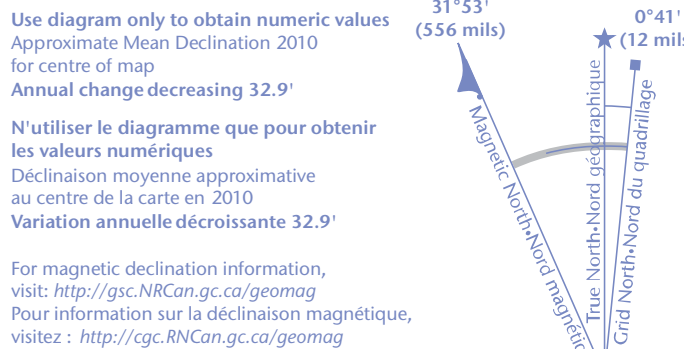 Use diagram only to obtain numeric values
Approximate Mean Declination 2010
for centre of map
Annual change decreasing 32.9'
N'utiliser le diagramme que pour obtenir
les valeurs numériques
Déclinaison moyenne approximative
au centre de la carte en 2010
Variation annuelle décroissante 32.9'
For magnetic declination information,
visit: http://gsc.NRCan.gc.ca/geomag
Pour information sur la déclinaison magnétique,
visitez : http://cgc.RNCan.gc.ca/geomag
31°53'
(556 mils)
0°41'
(12 mils
Magnetic North•Nord magnétic
True North•Nord géographique
Grid North•Nord du quadrillage